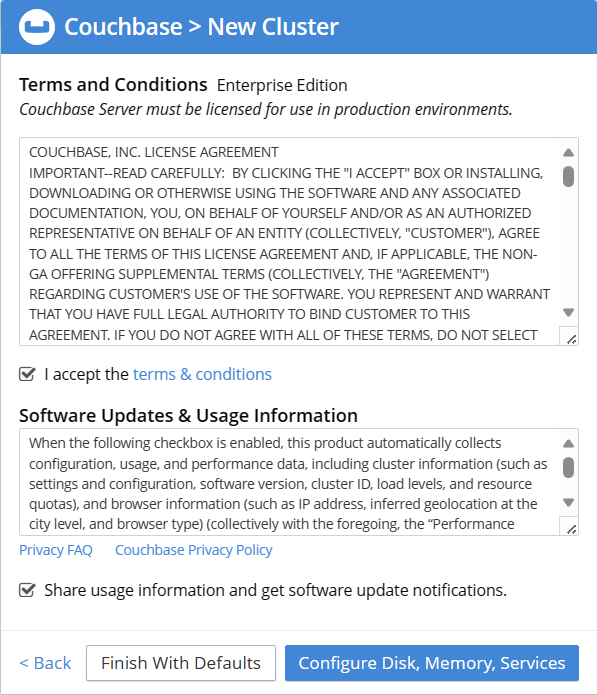 Couchbase > New Cluster
Terms and Conditions Enterprise Edition
Couchbase Server must be licensed for use in production environments.
COUCHBASE, INC. LICENSE AGREEMENT
IMPORTANT--READ CAREFULLY:  BY CLICKING THE "I ACCEPT" BOX OR INSTALLING,
DOWNLOADING OR OTHERWISE USING THE SOFTWARE AND ANY ASSOCIATED
DOCUMENTATION, YOU, ON BEHALF OF YOURSELF AND/OR AS AN AUTHORIZED
REPRESENTATIVE ON BEHALF OF AN ENTITY (COLLECTIVELY, "CUSTOMER"), AGREE
TO ALL THE TERMS OF THIS LICENSE AGREEMENT AND, IF APPLICABLE, THE NON-
GA OFFERING SUPPLEMENTAL TERMS (COLLECTIVELY, THE "AGREEMENT")
REGARDING CUSTOMER'S USE OF THE SOFTWARE. YOU REPRESENT AND WARRANT
THAT YOU HAVE FULL LEGAL AUTHORITY TO BIND CUSTOMER TO THIS
AGREEMENT. IF YOU DO NOT AGREE WITH ALL OF THESE TERMS, DO NOT SELECT
I accept the terms & conditions
Software Updates & Usage Information
When the following checkbox is enabled, this product automatically collects
configuration, usage, and performance data, including cluster information (such as
settings and configuration, software version, cluster ID, load levels, and resource
quotas), and browser information (such as IP address, inferred geolocation at the
city level, and browser type) (collectively with the foregoing, the “Performance
Privacy FAQ Couchbase Privacy Policy
Share usage information and get software update notifications.
< Back Finish With Defaults Configure Disk, Memory, Services